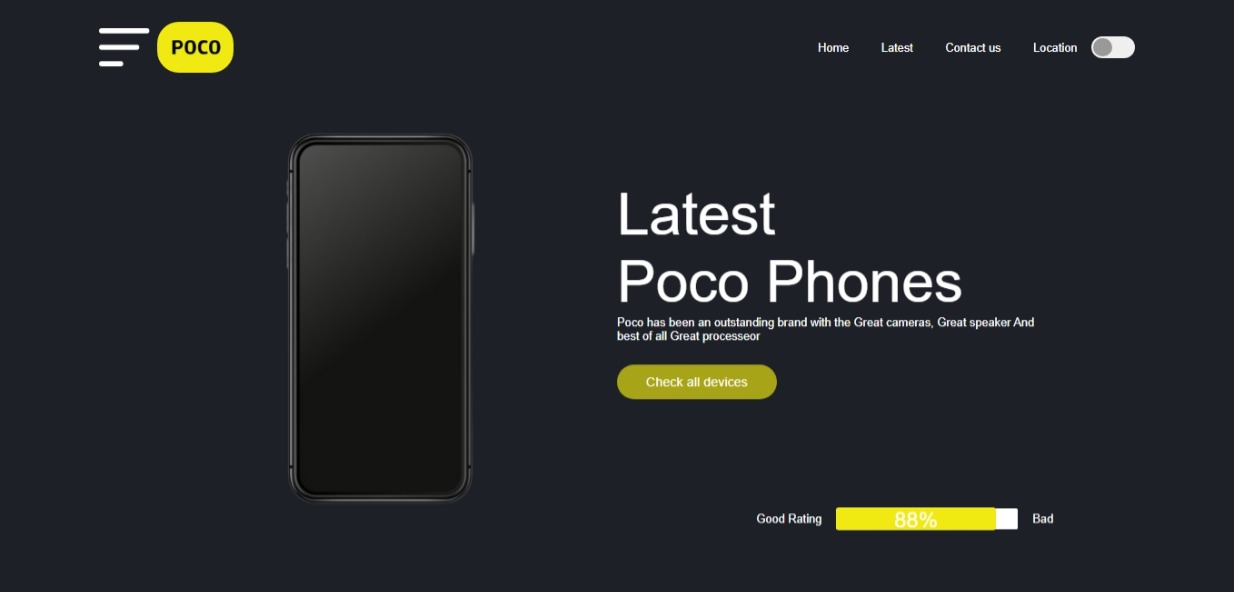 POCO
Home Latest Contact us Location
Latest
Poco Phones
Poco has been an outstanding brand with the Great cameras, Great speaker And
best of all Great processeor
Check all devices
Good Rating 88% Bad